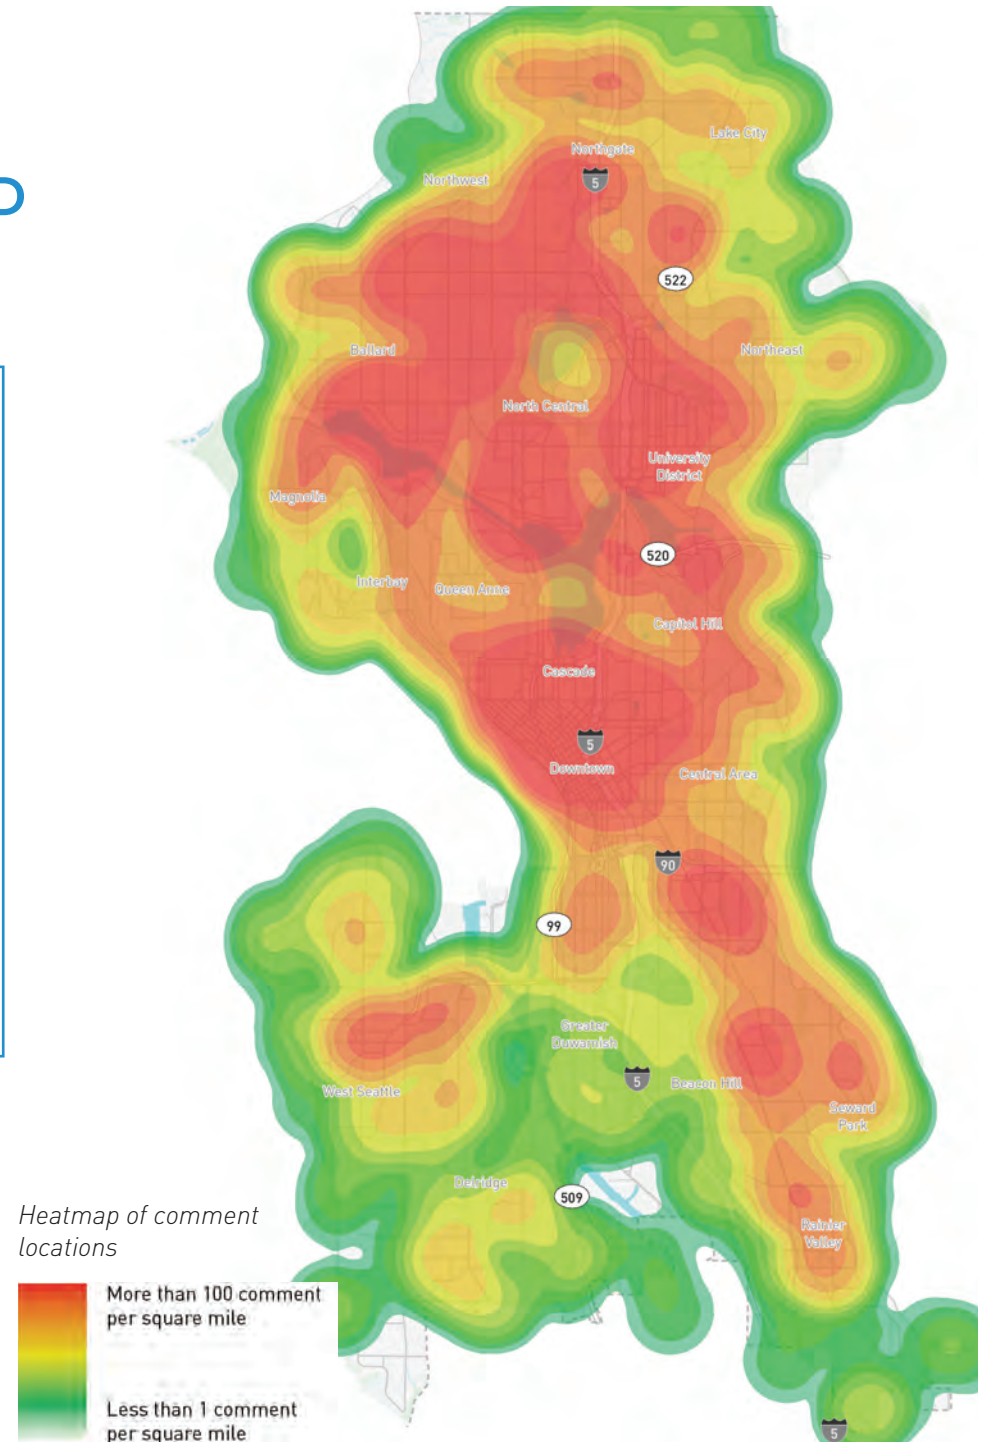 Lake City
Northgate
5
Northwest
522
Ballard
Northeast
North Central
University
District
Magnolia
520
Interbay
Queen Anne
Capitol Hill
Cascade
5
Downtown
Central Area
90
99
Greater
Duwamish
5
Beacon Hill
West Seattle
Seward
Park
Delridge
509
Rainier
Valley
Heatmap of comment
locations
More than 100 comment
per square mile
Less than 1 comment
per square mile
5